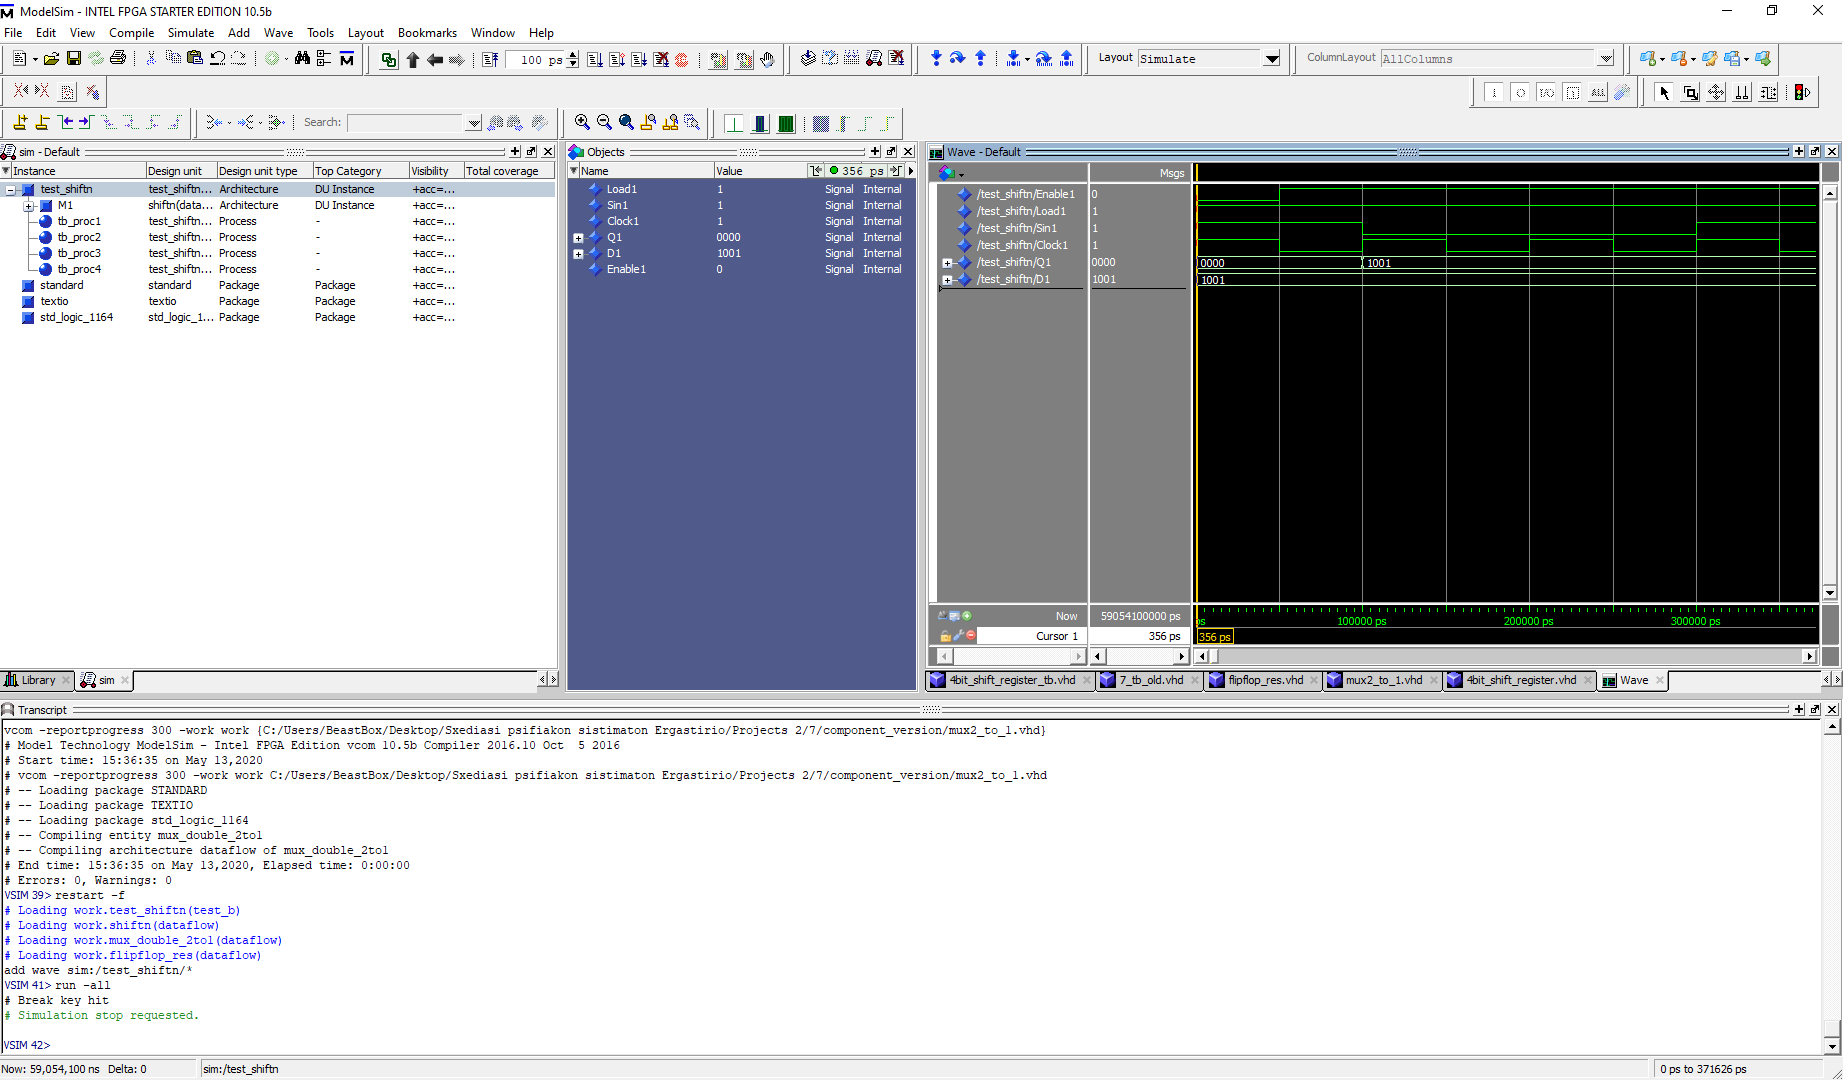 ModelSim - INTEL FPGA STARTER EDITION 10.5b
File Edit View Compile Simulate Add Wave Tools Layout Bookmarks Window Help
100 ps
Layout Simulate
ColumnLayout AllColumns
Search:
sim - Default
Instance Design unit Design unit type Top Category Visibility Total coverage
test_shiftn test_shiftn... Architecture DU Instance +acc=...
M1 shiftn(data... Architecture DU Instance +acc=...
tb_proc1 test_shiftn... Process - +acc=...
tb_proc2 test_shiftn... Process - +acc=...
tb_proc3 test_shiftn... Process - +acc=...
tb_proc4 test_shiftn... Process - +acc=...
standard standard Package Package +acc=...
textio textio Package Package +acc=...
std_logic_1164 std_logic_1... Package Package +acc=...
Library sim
Objects
Name Value 356 ps
Load1 1 Signal Internal
Sin1 1 Signal Internal
Clock1 1 Signal Internal
Q1 0000 Signal Internal
D1 1001 Signal Internal
Enable1 0 Signal Internal
Wave - Default
Msgs
/test_shiftn/Enable1 0
/test_shiftn/Load1 1
/test_shiftn/Sin1 1
/test_shiftn/Clock1 1
/test_shiftn/Q1 0000 0000 1001
/test_shiftn/D1 1001 1001
Now 59054100000 ps ps 100000 ps 200000 ps 300000 ps
Cursor 1 356 ps 356 ps
4bit_shift_register_tb.vhd 7_tb_old.vhd flipflop_res.vhd mux2_to_1.vhd 4bit_shift_register.vhd Wave
Transcript
vcom -reportprogress 300 -work work {C:/Users/BeastBox/Desktop/Sxediasi psifiakon sistimaton Ergastirio/Projects 2/7/component_version/mux2_to_1.vhd}
# Model Technology ModelSim - Intel FPGA Edition vcom 10.5b Compiler 2016.10 Oct  5 2016
# Start time: 15:36:35 on May 13,2020
# vcom -reportprogress 300 -work work C:/Users/BeastBox/Desktop/Sxediasi psifiakon sistimaton Ergastirio/Projects 2/7/component_version/mux2_to_1.vhd
# -- Loading package STANDARD
# -- Loading package TEXTIO
# -- Loading package std_logic_1164
# -- Compiling entity mux_double_2to1
# -- Compiling architecture dataflow of mux_double_2to1
# End time: 15:36:35 on May 13,2020, Elapsed time: 0:00:00
# Errors: 0, Warnings: 0
VSIM 39> restart -f
# Loading work.test_shiftn(test_b)
# Loading work.shiftn(dataflow)
# Loading work.mux_double_2to1(dataflow)
# Loading work.flipflop_res(dataflow)
add wave sim:/test_shiftn/*
VSIM 41> run -all
# Break key hit
# Simulation stop requested.
VSIM 42>
Now: 59,054,100 ns Delta: 0 sim:/test_shiftn 0 ps to 371626 ps